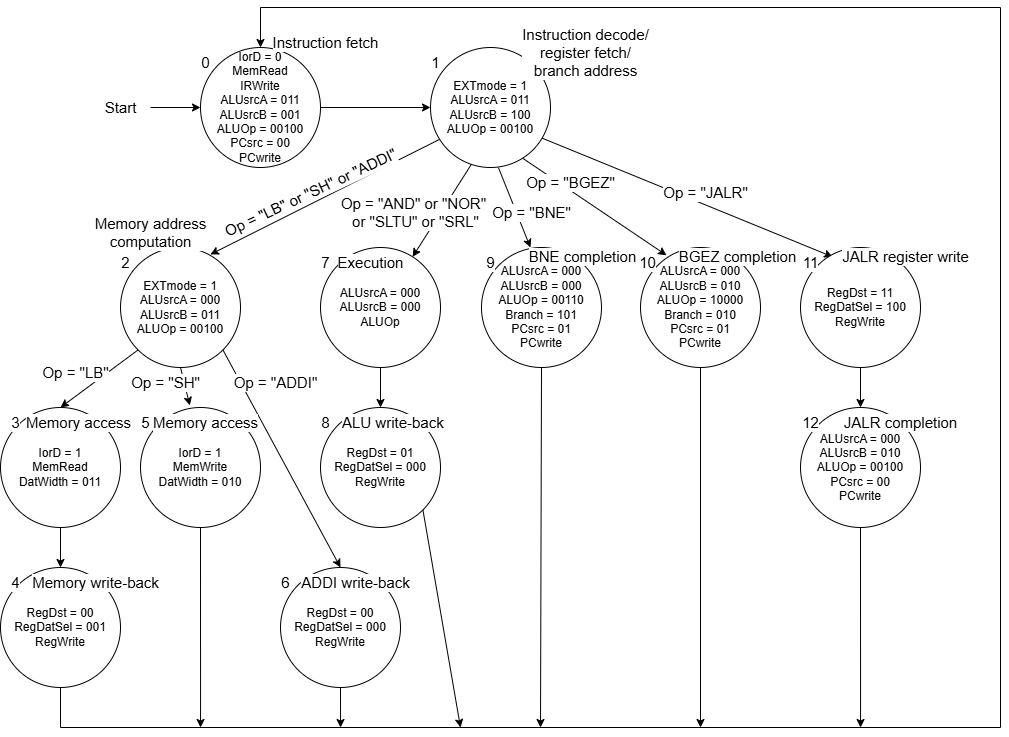 Instruction fetch
0
IorD = 0
MemRead
IRWrite
ALUsrcA = 011
ALUsrcB = 001
ALUOp = 00100
PCsrc = 00
PCwrite
Start
Instruction decode/
register fetch/
branch address
1
EXTmode = 1
ALUsrcA = 011
ALUsrcB = 100
ALUOp = 00100
Op = "LB" or "SH" or "ADDI"
Op = "AND" or "NOR"
or "SLTU" or "SRL"
Op = "BNE"
Op = "BGEZ"
Op = "JALR"
Memory address
computation
2
EXTmode = 1
ALUsrcA = 000
ALUsrcB = 011
ALUOp = 00100
7 Execution
ALUsrcA = 000
ALUsrcB = 000
ALUOp
9 BNE completion
ALUsrcA = 000
ALUsrcB = 000
ALUOp = 00110
Branch = 101
PCsrc = 01
PCwrite
10 BGEZ completion
ALUsrcA = 000
ALUsrcB = 010
ALUOp = 10000
Branch = 010
PCsrc = 01
PCwrite
11 JALR register write
RegDst = 11
RegDatSel = 100
RegWrite
Op = "LB"
Op = "SH"
Op = "ADDI"
3 Memory access
IorD = 1
MemRead
DatWidth = 011
5 Memory access
IorD = 1
MemWrite
DatWidth = 010
8 ALU write-back
RegDst = 01
RegDatSel = 000
RegWrite
12 JALR completion
ALUsrcA = 000
ALUsrcB = 010
ALUOp = 00100
PCsrc = 00
PCwrite
4 Memory write-back
RegDst = 00
RegDatSel = 001
RegWrite
6 ADDI write-back
RegDst = 00
RegDatSel = 000
RegWrite